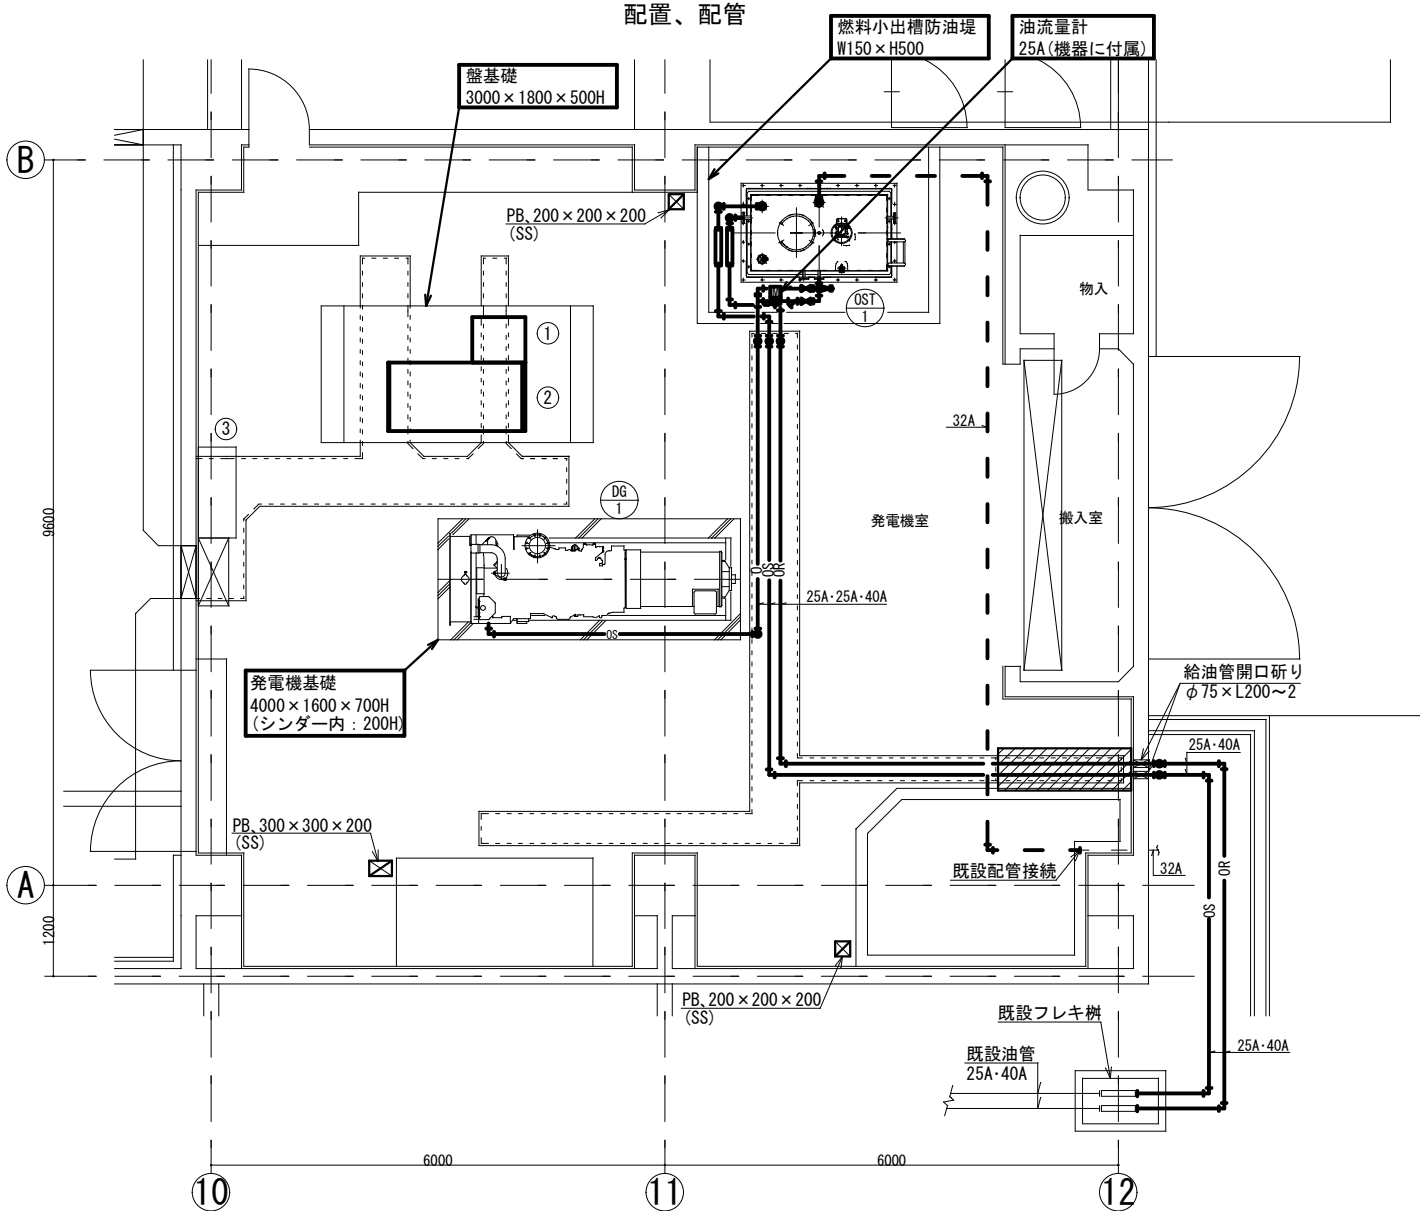 配置、配管
燃料小出槽防油堤
W150×H500
油流量計
25A(機器に付属)
盤基礎
3000×1800×500H
B
PB、200×200×200
(SS)
物入
OST
1
①
②
③
32A
DG
1
9600
発電機室
搬入室
O
OS
OR
25A・25A・40A
OS
発電機基礎
4000×1600×700H
(シンダー内：200H)
給油管開口斫り
φ75×L200～2
25A・40A
PB、300×300×200
(SS)
A
既設配管接続
32A
OR
OS
1200
PB、200×200×200
(SS)
既設フレキ桝
既設油管
25A・40A
25A・40A
6000
6000
10
11
12